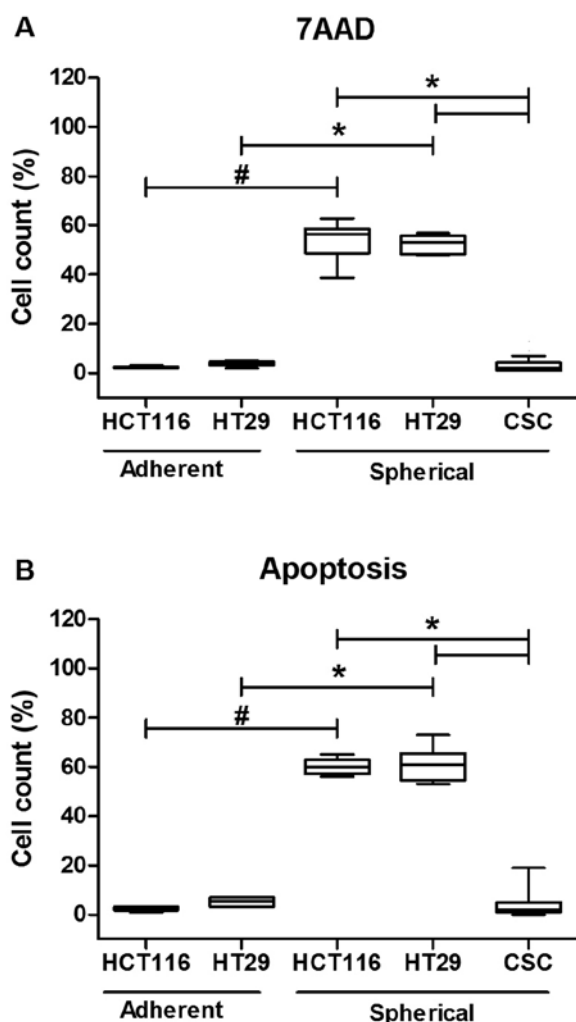 A
7AAD
120
*
100
*
80
#
60
40
20
0
Cell count (%)
HCT116 HT29 HCT116 HT29 CSC
Adherent Spherical
B
Apoptosis
120
*
100
*
80
#
60
40
20
0
Cell count (%)
HCT116 HT29 HCT116 HT29 CSC
Adherent Spherical